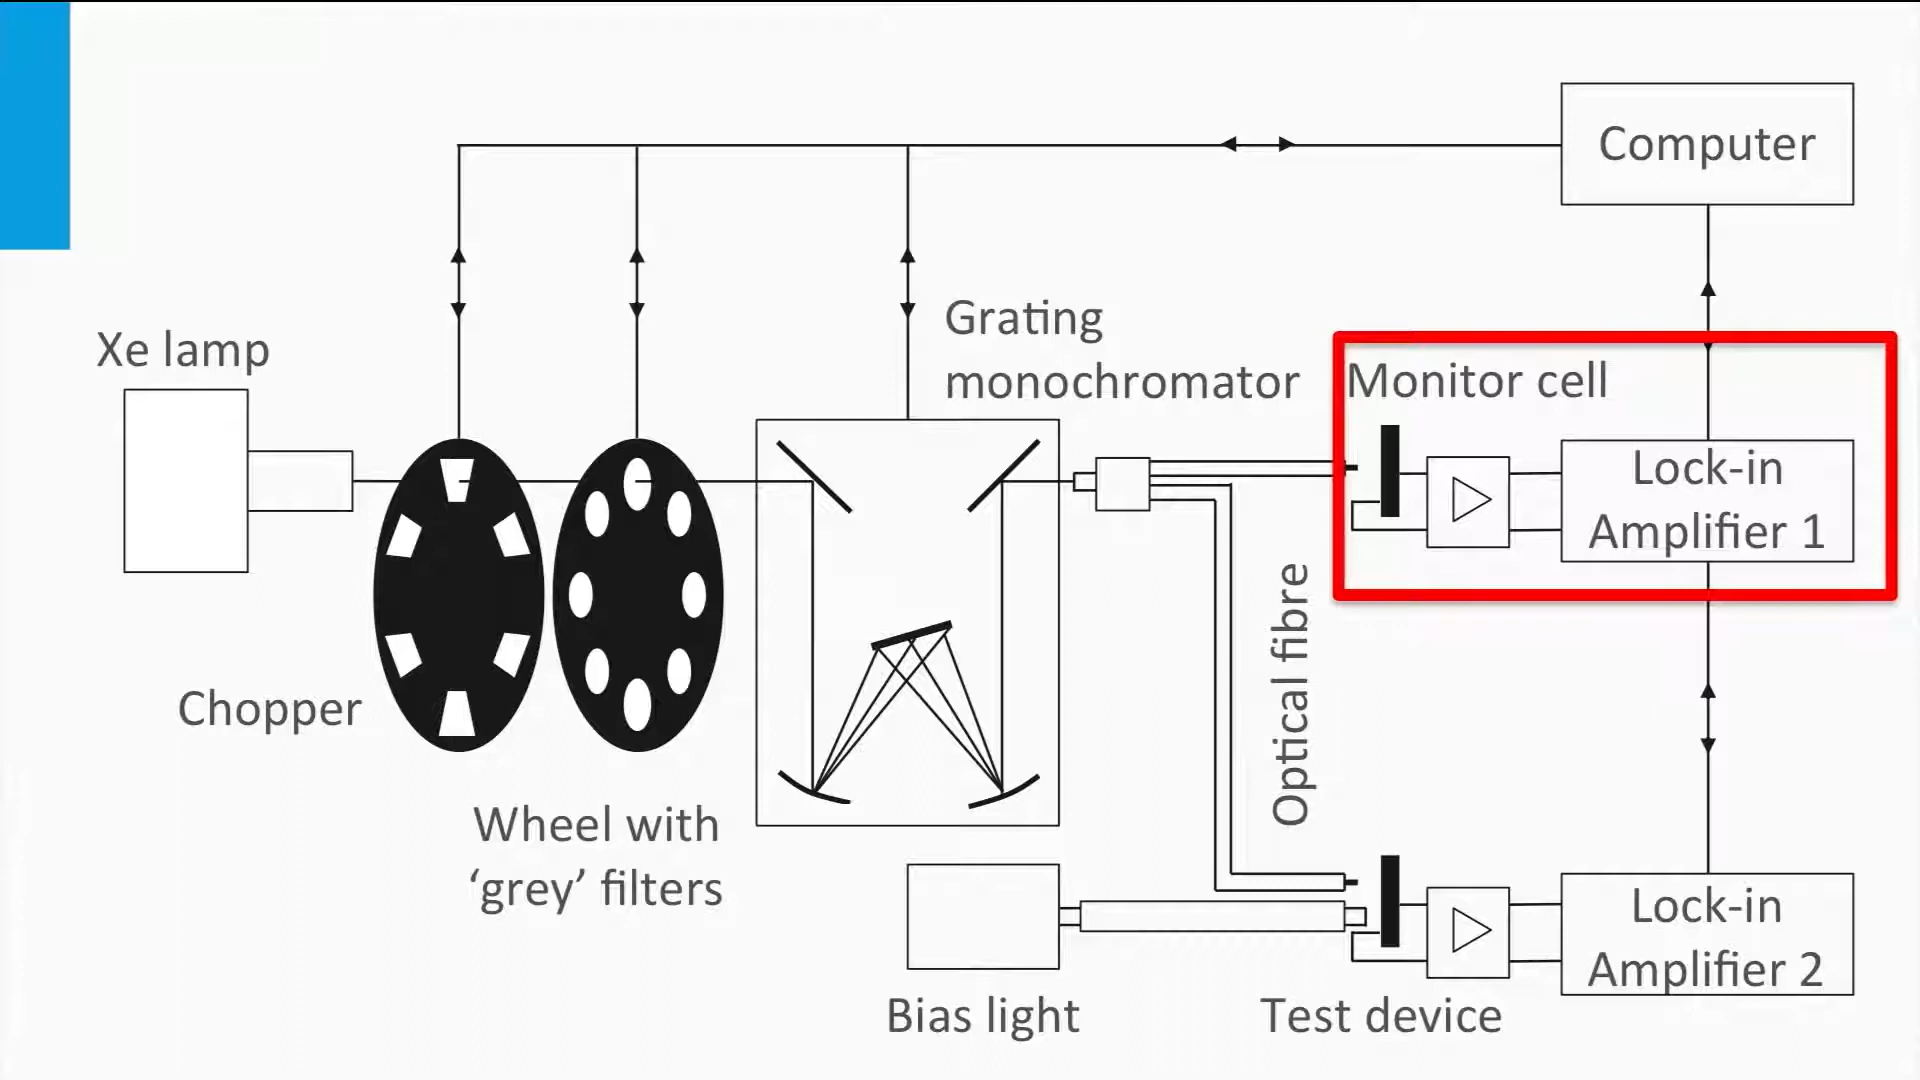 Computer
Xe lamp
Grating
monochromator
Monitor cell
Lock-in
Amplifier 1
Chopper
Optical fibre
Wheel with
‘grey’ filters
Lock-in
Amplifier 2
Bias light
Test device